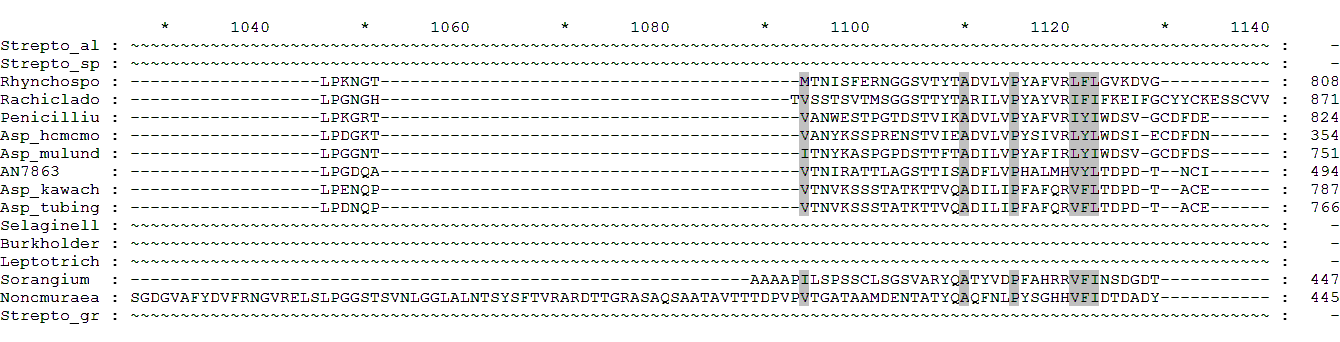 * 1040 * 1060 * 1080 * 1100 * 1120 * 1140
Strepto_al : ~~~~~~~~~~~~~~~~~~~~~~~~~~~~~~~~~~~~~~~~~~~~~~~~~~~~~~~~~~~~~~~~~~~~~~~~~~~~~~~~~~~~~~~~~~~~~~~~~~~~~~~~~~~~~~~~~~ : -
Strepto_sp : ~~~~~~~~~~~~~~~~~~~~~~~~~~~~~~~~~~~~~~~~~~~~~~~~~~~~~~~~~~~~~~~~~~~~~~~~~~~~~~~~~~~~~~~~~~~~~~~~~~~~~~~~~~~~~~~~~~ : -
Rhynchospo : -------------------LPKNGT------------------------------------------MTNISFERNGGSVTYTADVLVPYAFVRLFLGVKDVG----------- : 808
Rachiclado : -------------------LPGNGH-----------------------------------------TVSSTSVTMSGGSTTYTARILVPYAYVRIFIFKEIFGCYYCKESSCVV : 871
Penicilliu : -------------------LPKGRT------------------------------------------VANWESTPGTDSTVIKADVLVPYAFVRIYIWDSV-GCDFDE------ : 824
Asp_homomo : -------------------LPDGKT------------------------------------------VANYKSSPRENSTVIEADVLVPYSIVRLYLWDSI-ECDFDN------ : 354
Asp_mulund : -------------------LPGGNT------------------------------------------ITNYKASPGPDSTTFTADILVPYAFIRLYIWDSV-GCDFDS------ : 751
AN7863 : -------------------LPGDQA------------------------------------------VTNIRATTLAGSTTISADFLVPHALMHVYLTDPD-T--NCI------ : 494
Asp_kawach : -------------------LPENQP------------------------------------------VTNVKSSSTATKTTVQADILIPFAFQRVFLTDPD-T--ACE------ : 787
Asp_tubing : -------------------LPDNQP------------------------------------------VTNVKSSSTATKTTVQADILIPFAFQRVFLTDPD-T--ACE------ : 766
Selaginell : ~~~~~~~~~~~~~~~~~~~~~~~~~~~~~~~~~~~~~~~~~~~~~~~~~~~~~~~~~~~~~~~~~~~~~~~~~~~~~~~~~~~~~~~~~~~~~~~~~~~~~~~~~~~~~~~~~~ : -
Burkholder : ~~~~~~~~~~~~~~~~~~~~~~~~~~~~~~~~~~~~~~~~~~~~~~~~~~~~~~~~~~~~~~~~~~~~~~~~~~~~~~~~~~~~~~~~~~~~~~~~~~~~~~~~~~~~~~~~~~ : -
Leptotrich : ~~~~~~~~~~~~~~~~~~~~~~~~~~~~~~~~~~~~~~~~~~~~~~~~~~~~~~~~~~~~~~~~~~~~~~~~~~~~~~~~~~~~~~~~~~~~~~~~~~~~~~~~~~~~~~~~~~ : -
Sorangium : --------------------------------------------------------------AAAAPILSPSSCLSGSVARYQATYVDPFAHRRVFINSDGDT----------- : 447
Noncmuraea : SGDGVAFYDVFRNGVRELSLPGGSTSVNLGGLALNTSYSFTVRARDTTGRASAQSAATAVTTTDPVPVTGATAAMDENTATYQAQFNLPYSGHHVFIDTDADY----------- : 445
Strepto_gr : ~~~~~~~~~~~~~~~~~~~~~~~~~~~~~~~~~~~~~~~~~~~~~~~~~~~~~~~~~~~~~~~~~~~~~~~~~~~~~~~~~~~~~~~~~~~~~~~~~~~~~~~~~~~~~~~~~~ : -